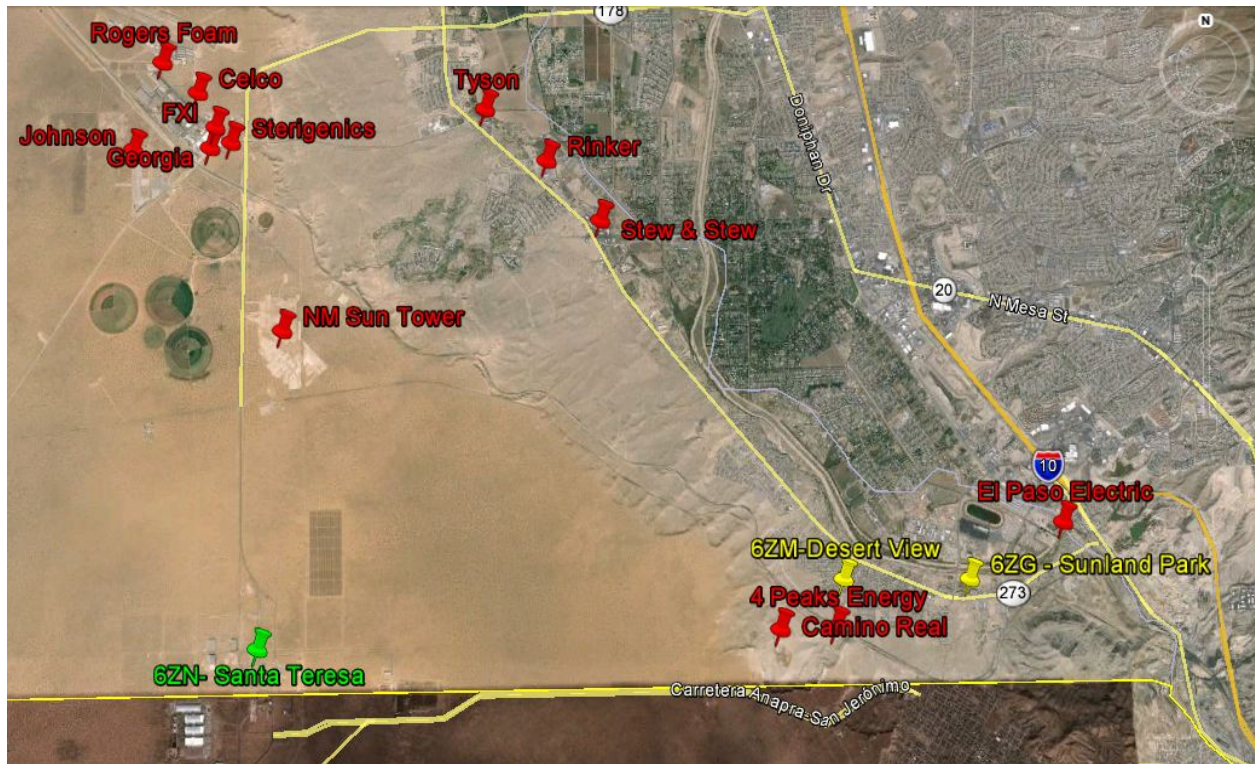 178
N
Rogers Foam
Celco
FXI
Sterigenics
Johnson
Georgia
Tyson
Rinker
Stew & Stew
Doniphan Dr
20
N Mesa St
NM Sun Tower
10
El Paso Electric
6ZM-Desert View
6ZG - Sunland Park
4 Peaks Energy
273
Camino Real
6ZN- Santa Teresa
Carretera Anapra-San Jerónimo